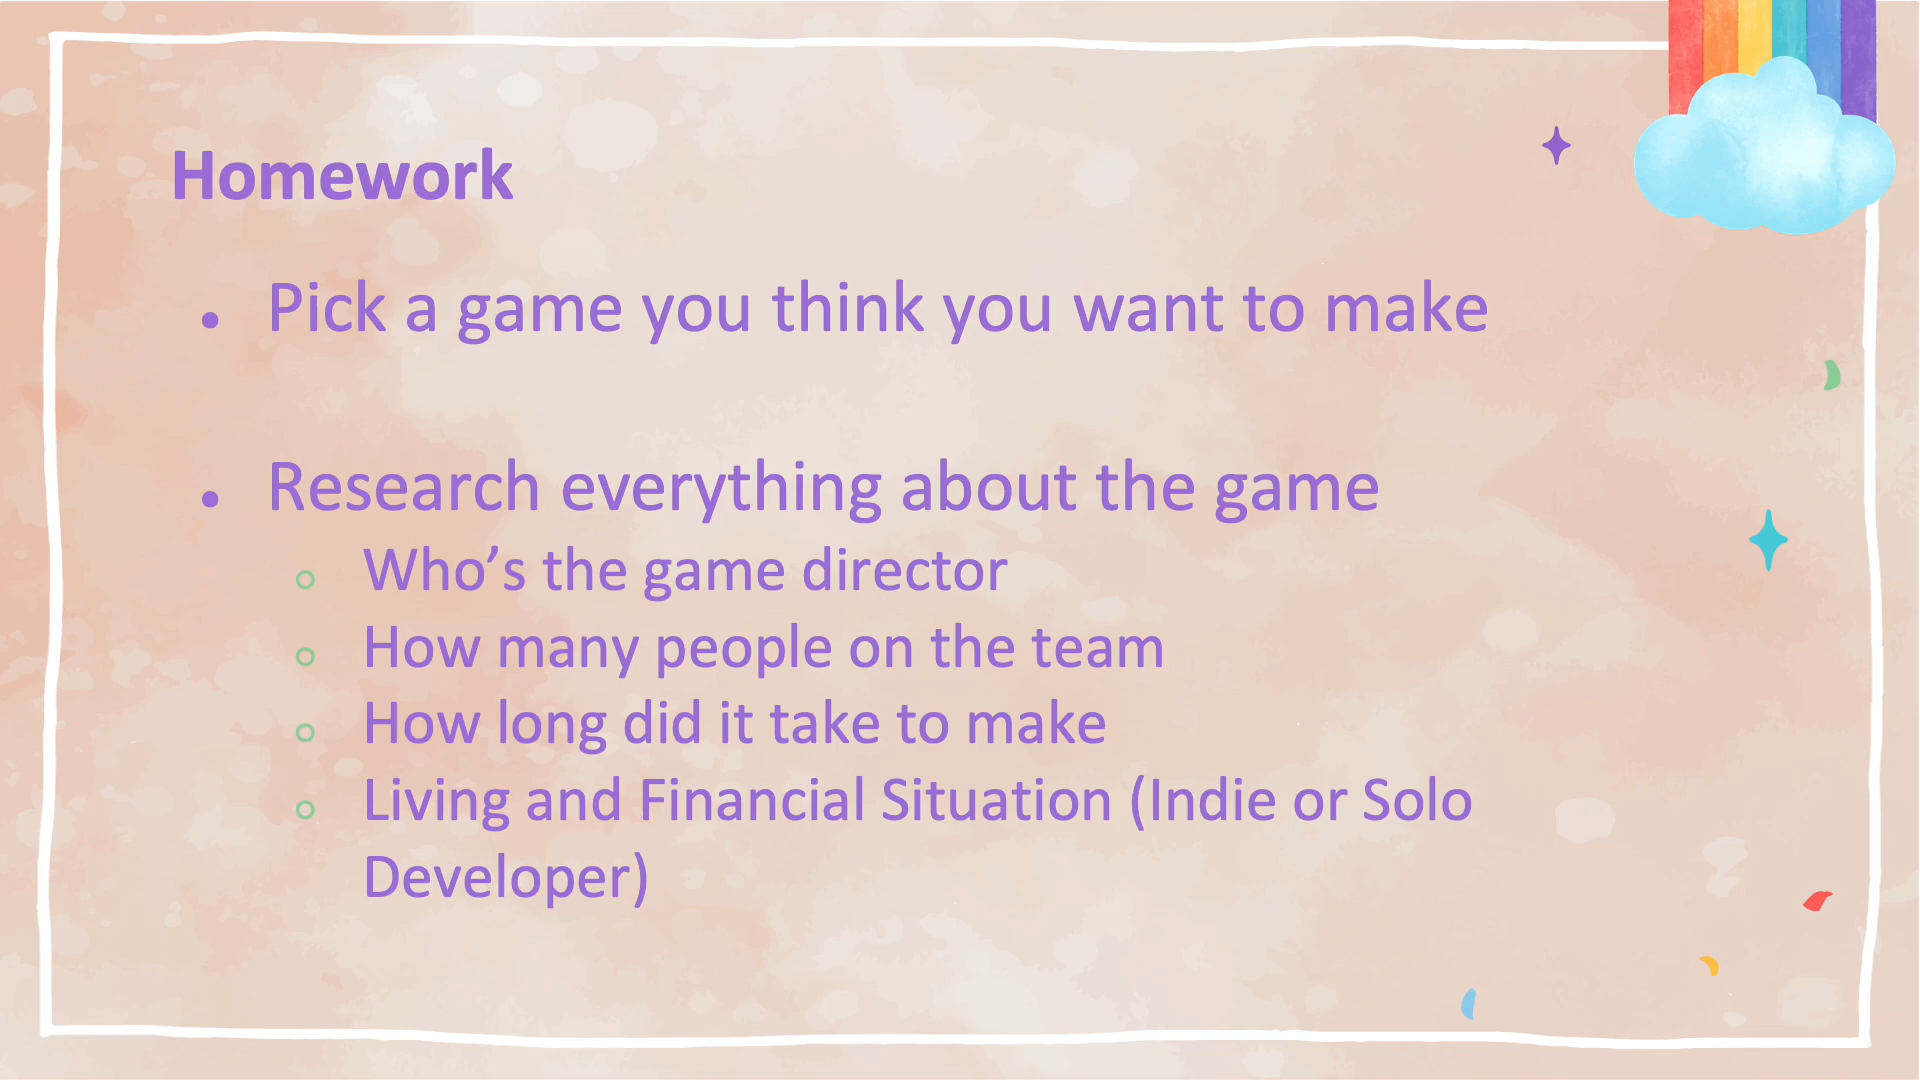 Homework
• Pick a game you think you want to make
• Research everything about the game
○ Who’s the game director
○ How many people on the team
○ How long did it take to make
○ Living and Financial Situation (Indie or Solo
Developer)